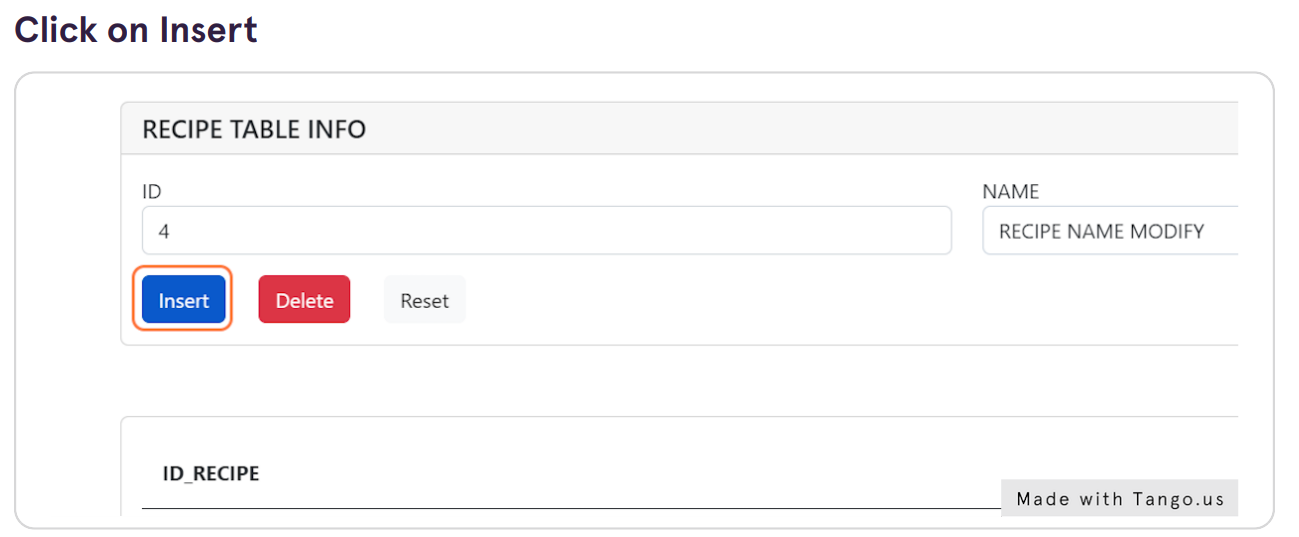 Click on Insert
RECIPE TABLE INFO
ID
NAME
4
RECIPE NAME MODIFY
Insert
Delete
Reset
ID_RECIPE
Made with Tango.us